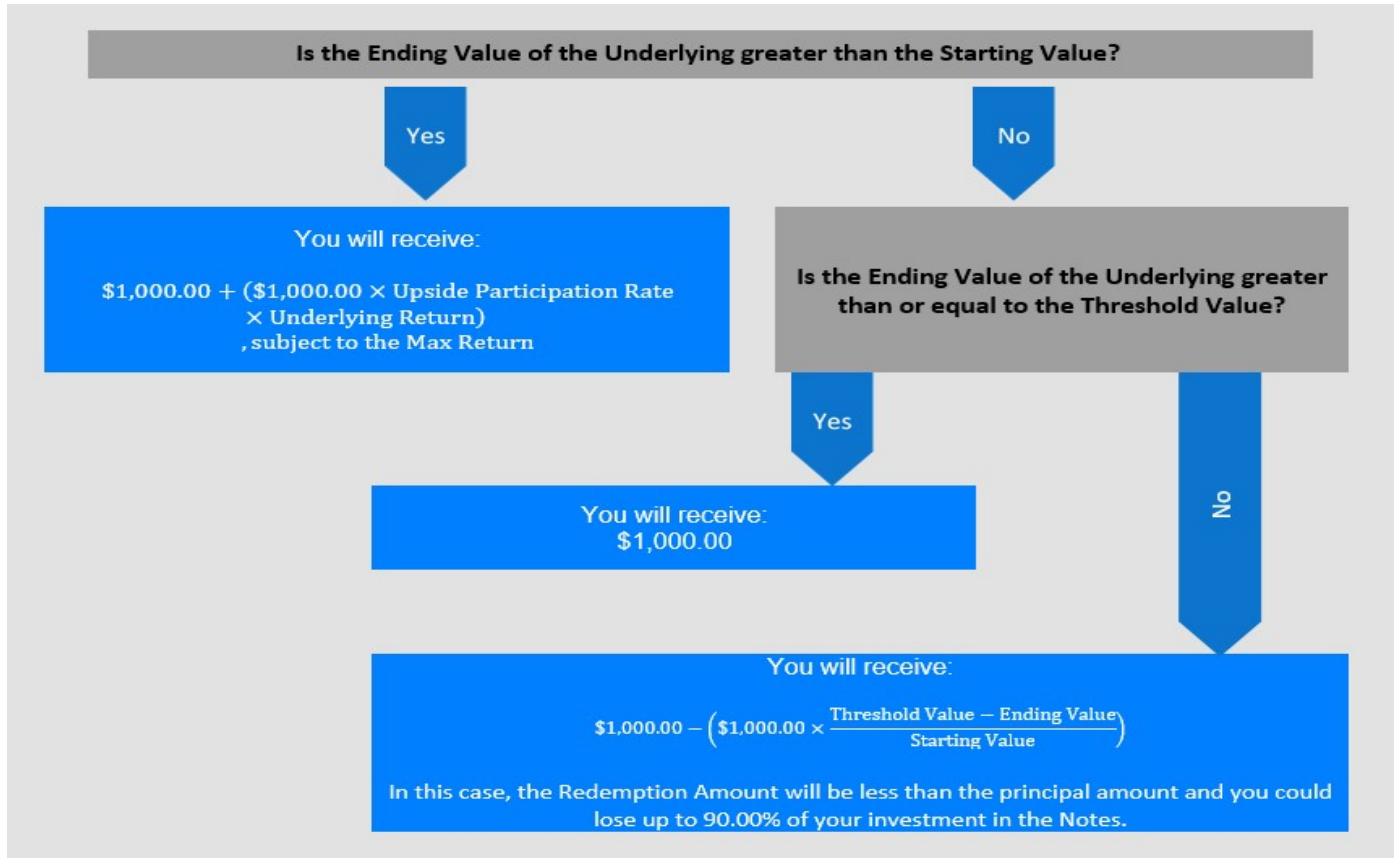 Is the Ending Value of the Underlying greater than the Starting Value?
Yes
No
You will receive:
$1,000.00 + ($1,000.00 × Upside Participation Rate
× Underlying Return)
, subject to the Max Return
Is the Ending Value of the Underlying greater
than or equal to the Threshold Value?
Yes
No
You will receive:
$1,000.00
You will receive:
$1,000.00 − ($1,000.00 × Threshold Value − Ending Value
Starting Value)
In this case, the Redemption Amount will be less than the principal amount and you could
lose up to 90.00% of your investment in the Notes.